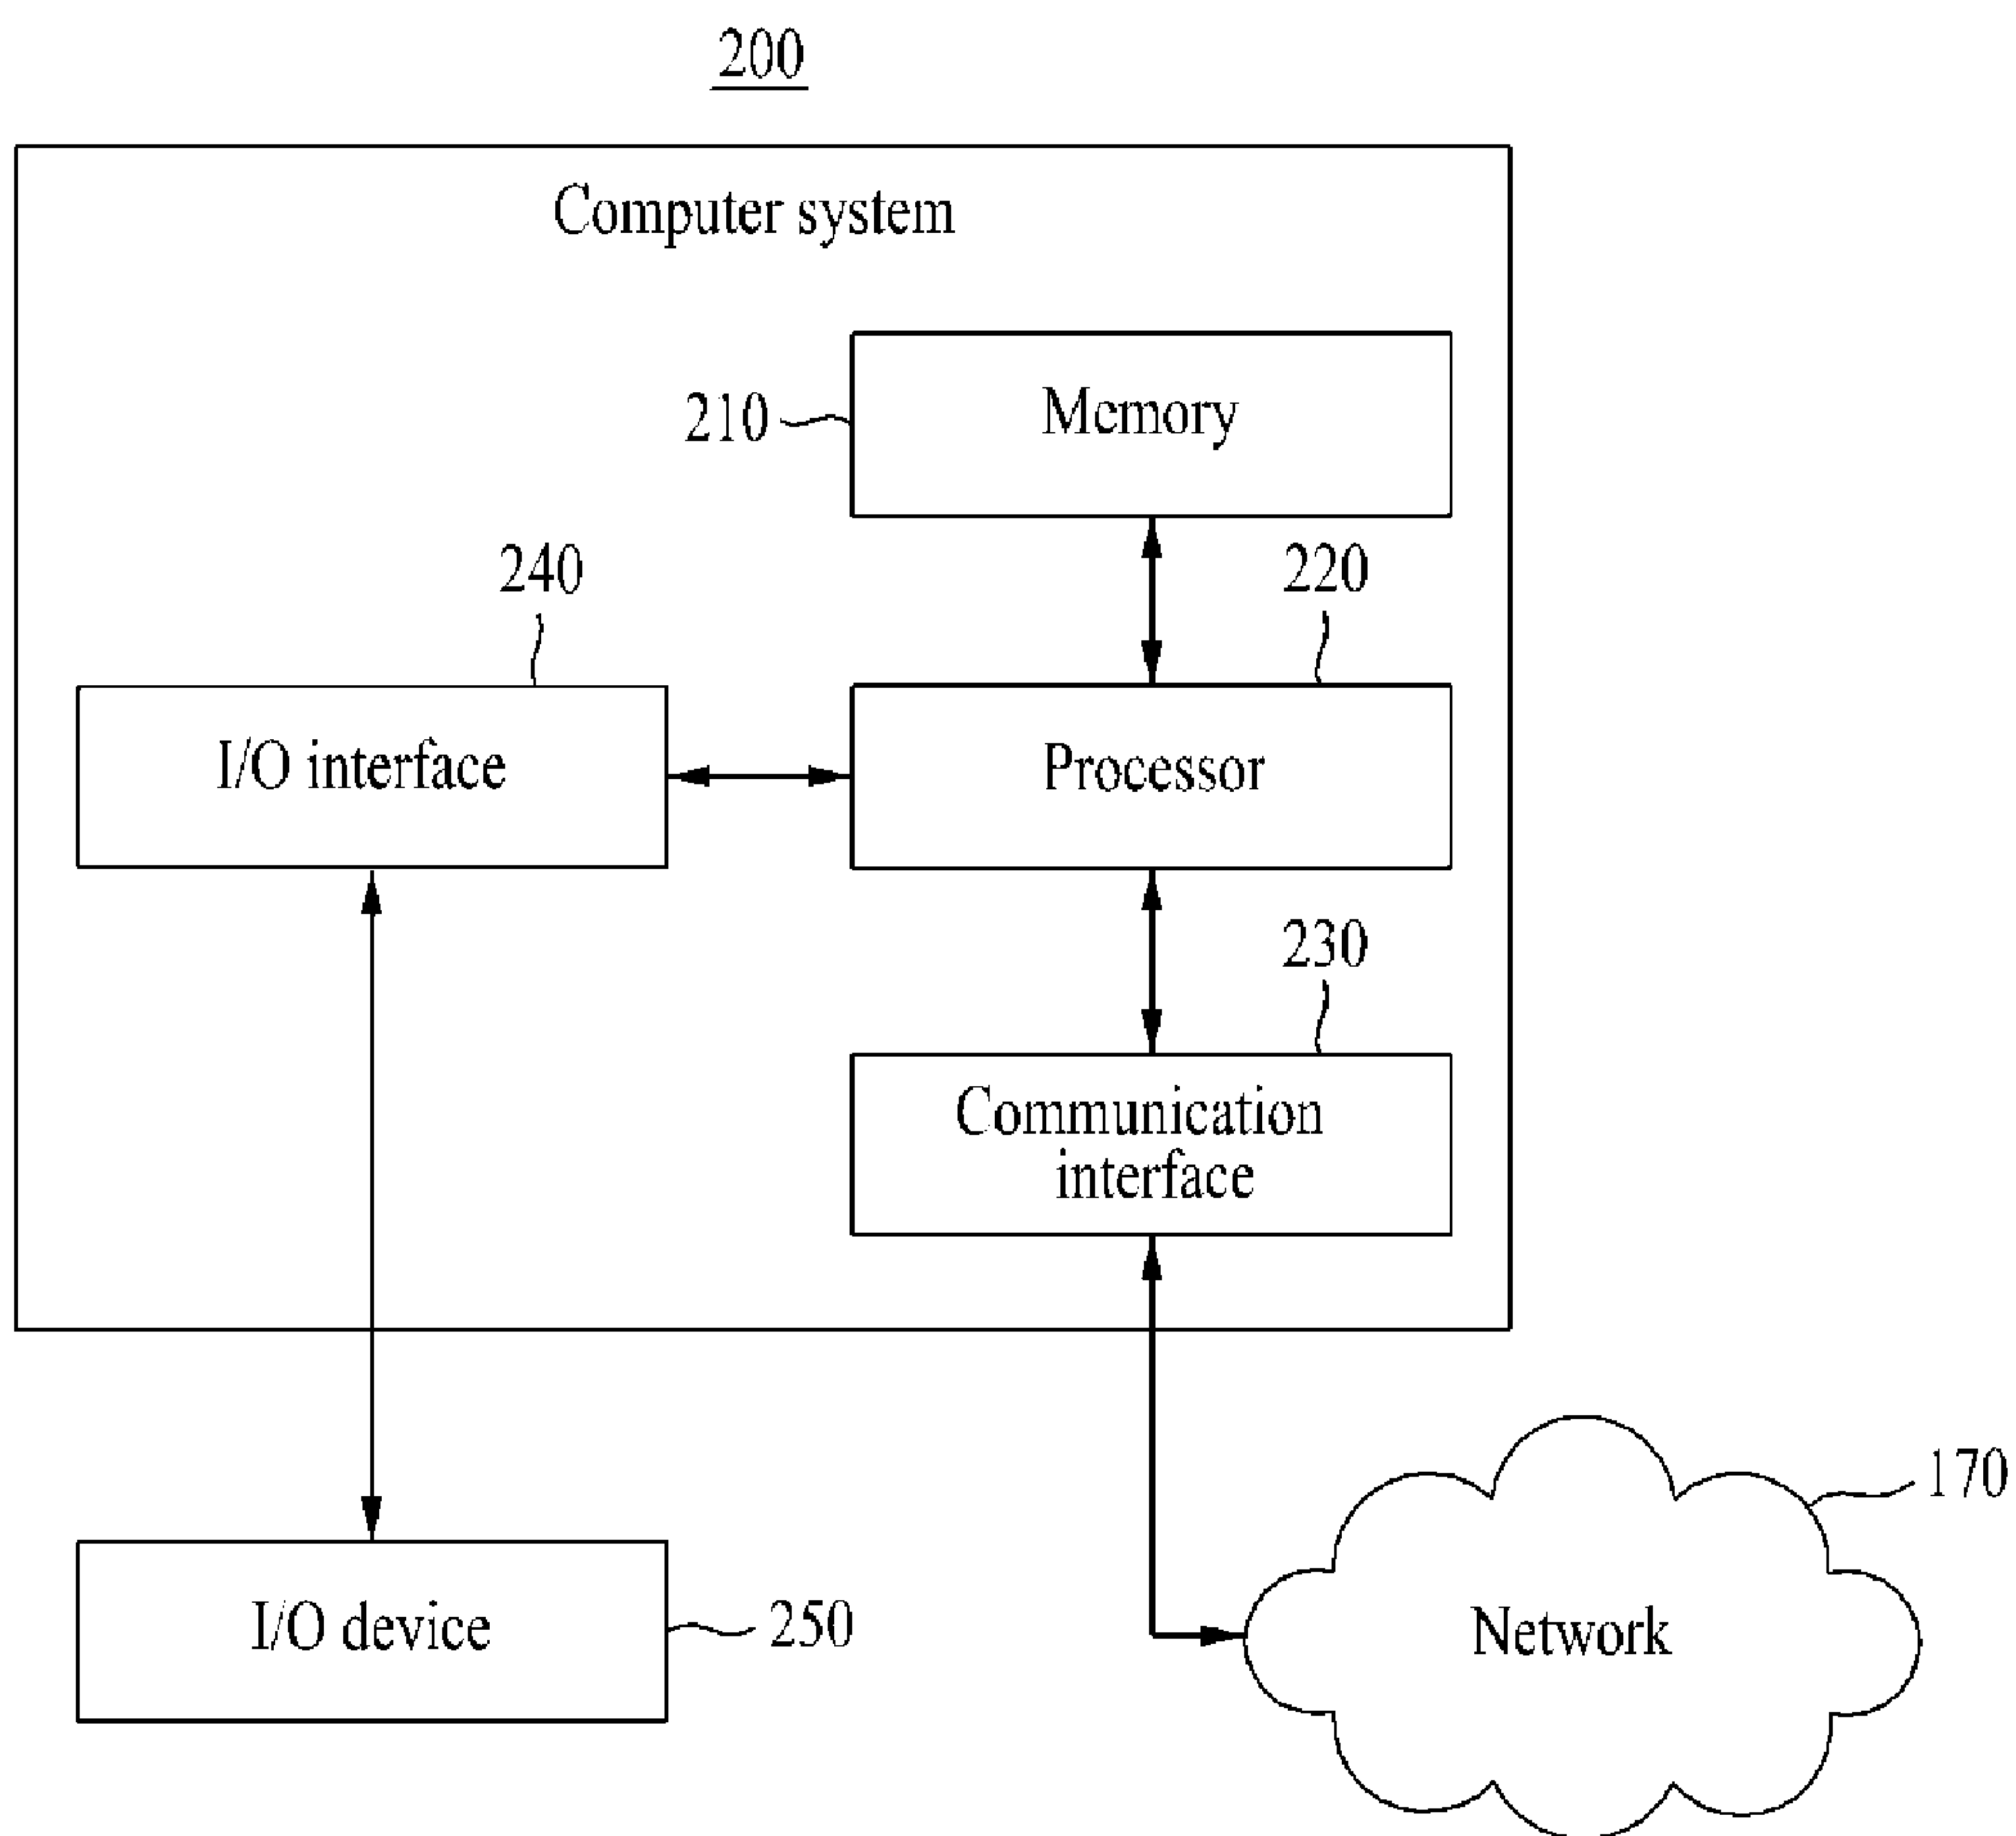 200
Computer system
Memory
210
240
220
I/O interface
Processor
230
Communication
interface
170
I/O device
250
Network